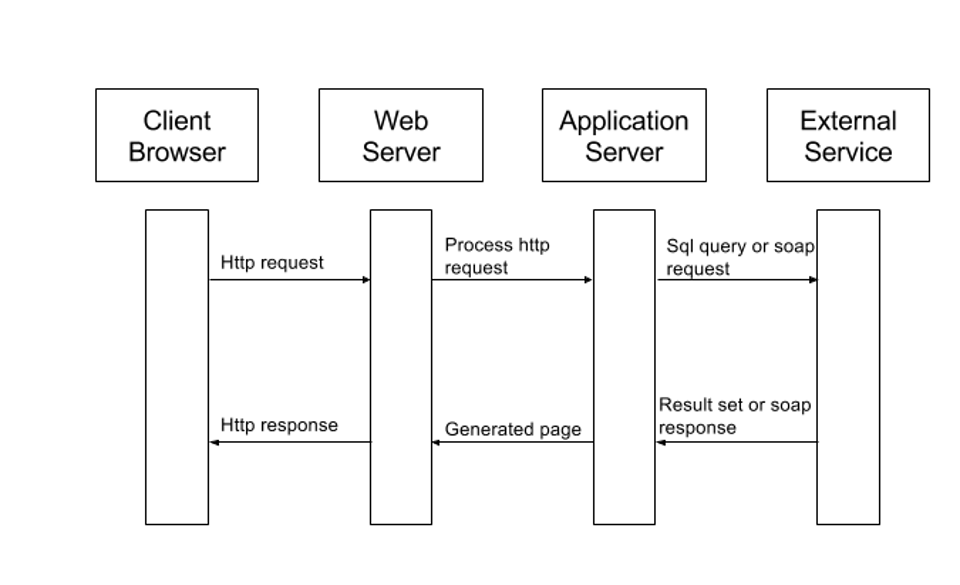 Client
Browser
Web
Server
Application
Server
External
Service
Http request
Process http
request
Sql query or soap
request
Http response
Generated page
Result set or soap
response